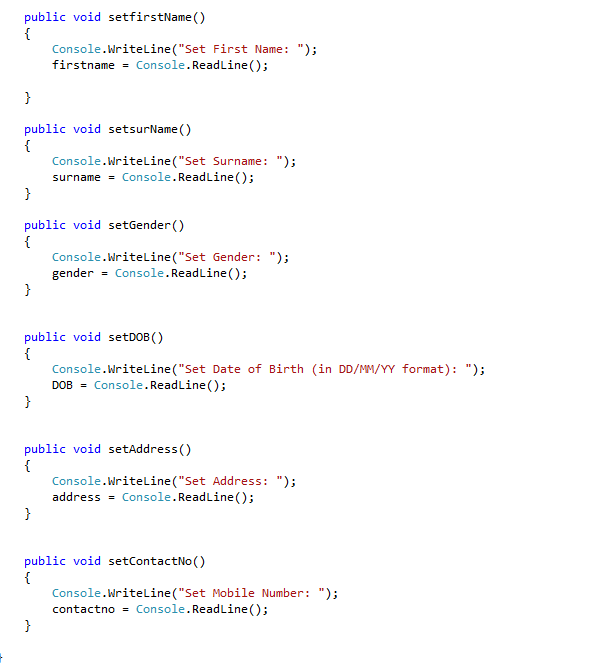 public void setfirstName()
{
Console.WriteLine("Set First Name: ");
firstname = Console.ReadLine();
}
public void setsurName()
{
Console.WriteLine("Set Surname: ");
surname = Console.ReadLine();
}
public void setGender()
{
Console.WriteLine("Set Gender: ");
gender = Console.ReadLine();
}
public void setDOB()
{
Console.WriteLine("Set Date of Birth (in DD/MM/YY format): ");
DOB = Console.ReadLine();
}
public void setAddress()
{
Console.WriteLine("Set Address: ");
address = Console.ReadLine();
}
public void setContactNo()
{
Console.WriteLine("Set Mobile Number: ");
contactno = Console.ReadLine();
}
}